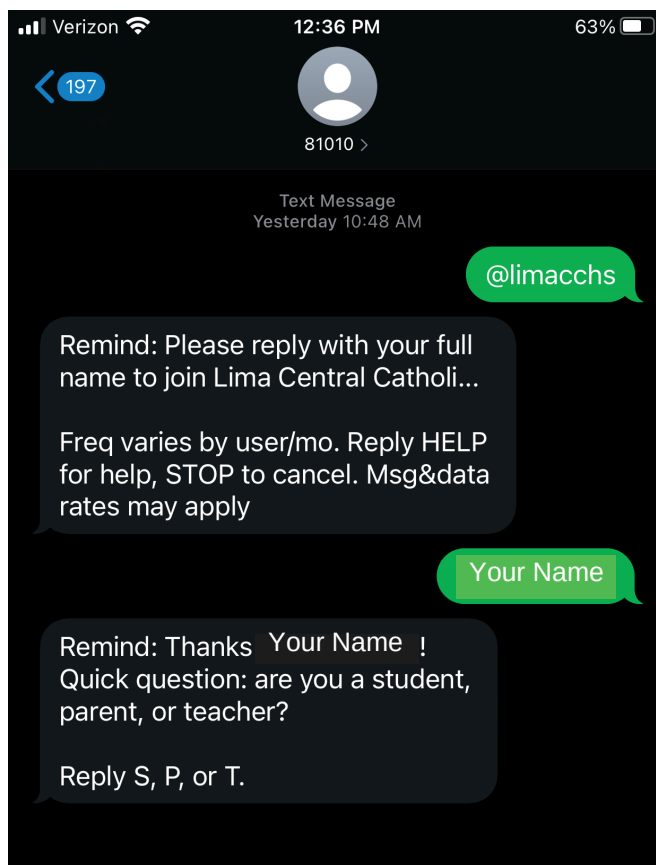 Verizon 12:36 PM 63%
197
81010 >
Text Message
Yesterday 10:48 AM
@limacchs
Remind: Please reply with your full
name to join Lima Central Catholi...
Freq varies by user/mo. Reply HELP
for help, STOP to cancel. Msg&data
rates may apply
Your Name
Remind: Thanks Your Name !
Quick question: are you a student,
parent, or teacher?
Reply S, P, or T.